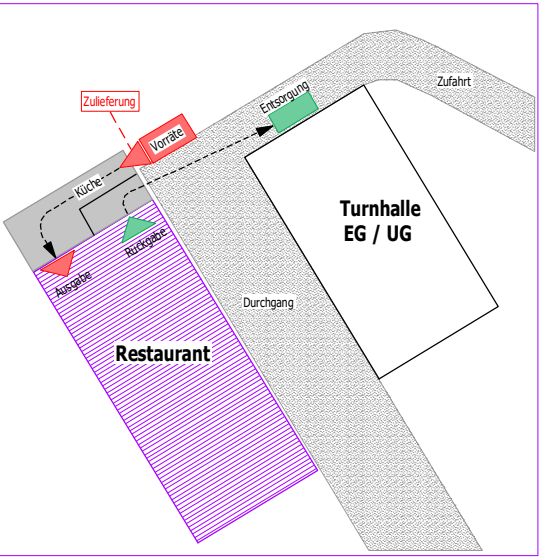 Zufahrt
Entsorgung
Zulieferung
Vorräte
Küche
Turnhalle
EG / UG
Rückgabe
Ausgabe
Durchgang
Restaurant